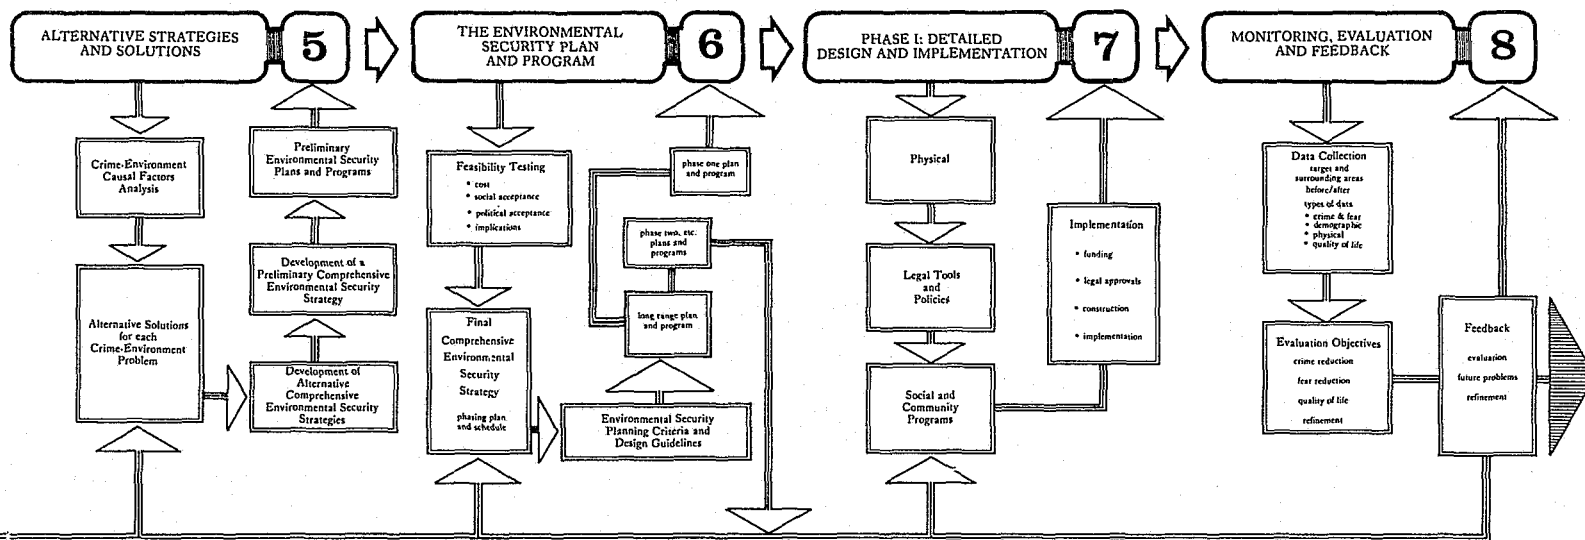 ALTERNATIVE STRATEGIES
AND SOLUTIONS
5
Crime-Environment
Causal Factors
Analysis
Alternative Solutions
for each
Crime-Environment
Problem
Preliminary
Environmental Security
Plans and Programs
Development of a
Preliminary Comprehensive
Environmental Security
Strategy
Development of
Alternative
Comprehensive
Environmental Security
Strategies
THE ENVIRONMENTAL
SECURITY PLAN
AND PROGRAM
6
Feasibility Testing
• cost
• social acceptance
• political acceptance
• implications
Final
Comprehensive
Environmental
Security
Strategy
phasing plan
and schedule
phase one plan
and program
phase two, etc.
plans and
programs
long range plan
and program
Environmental Security
Planning Criteria and
Design Guidelines
PHASE I: DETAILED
DESIGN AND IMPLEMENTATION
7
Physical
Legal Tools
and
Policies
Social and
Community
Programs
Implementation
• funding
• legal approvals
• construction
• implementation
MONITORING, EVALUATION
AND FEEDBACK
8
Data Collection
target and
surrounding areas
before/after
types of data
• crime & fear
• demographic
• physical
• quality of life
Evaluation Objectives
crime reduction
fear reduction
quality of life
refinement
Feedback
evaluation
future problems
refinement